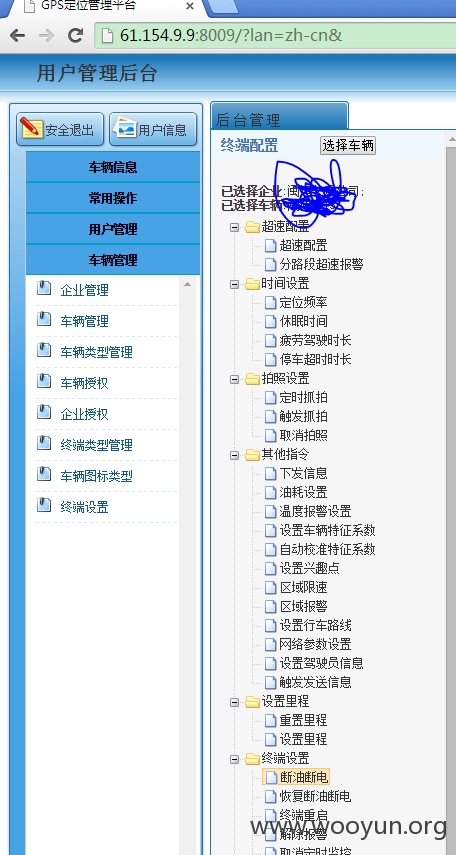 GPS定位管理平台
61.154.9.9:8009/?lan=zh-cn&
用户管理后台
安全退出
用户信息
车辆信息
常用操作
用户管理
车辆管理
企业管理
车辆管理
车辆类型管理
车辆授权
企业授权
终端类型管理
车辆图标类型
终端设置
后台管理
终端配置
选择车辆
已选择企业:闽
司;
已选择车辆
超速配置
超速配置
分路段超速报警
时间设置
定位频率
休眠时间
疲劳驾驶时长
停车超时时长
拍照设置
定时抓拍
触发抓拍
取消拍照
其他指令
下发信息
油耗设置
温度报警设置
设置车辆特征系数
自动校准特征系数
设置兴趣点
区域限速
区域报警
设置行车路线
网络参数设置
设置驾驶员信息
触发发送信息
设置里程
重置里程
设置里程
终端设置
断油断电
恢复断油断电
终端重启
www.wooyun.org
解除报警
取消定时监控